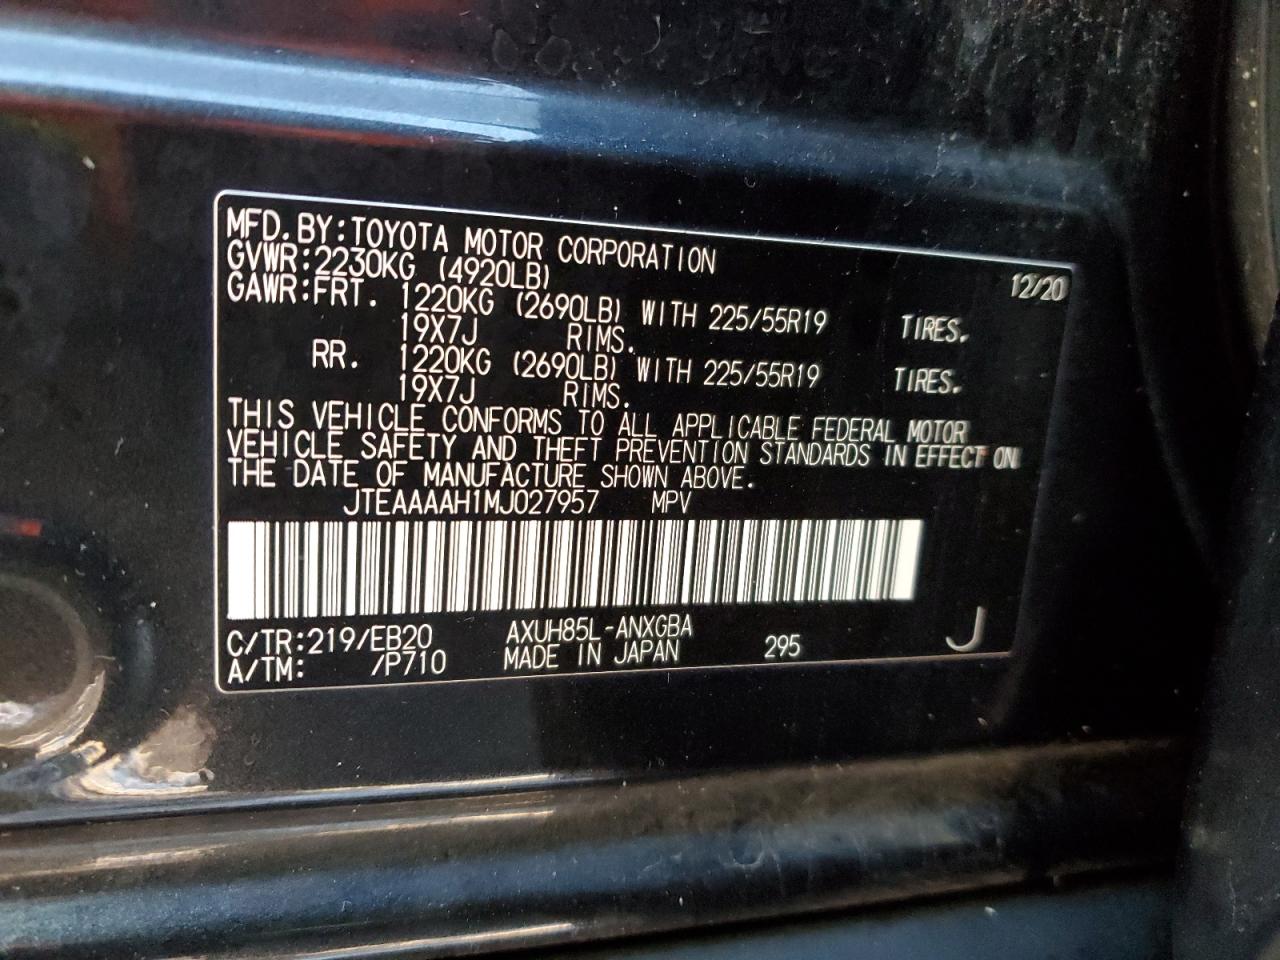 MFD.BY:TOYOTA MOTOR CORPORATION 12/20
GVWR:2230KG (4920LB)
GAWR:FRT. 1220KG (2690LB) WITH 225/55R19 TIRES.
19X7J RIMS.
RR. 1220KG (2690LB) WITH 225/55R19 TIRES.
19X7J RIMS.
THIS VEHICLE CONFORMS TO ALL APPLICABLE FEDERAL MOTOR
VEHICLE SAFETY AND THEFT PREVENTION STANDARDS IN EFFECT ON
THE DATE OF MANUFACTURE SHOWN ABOVE.
JTEAAAAH1MJ027957 MPV
C/TR:219/EB20 AXUH85L-ANXGBA
A/TM: /P710 MADE IN JAPAN 295 J